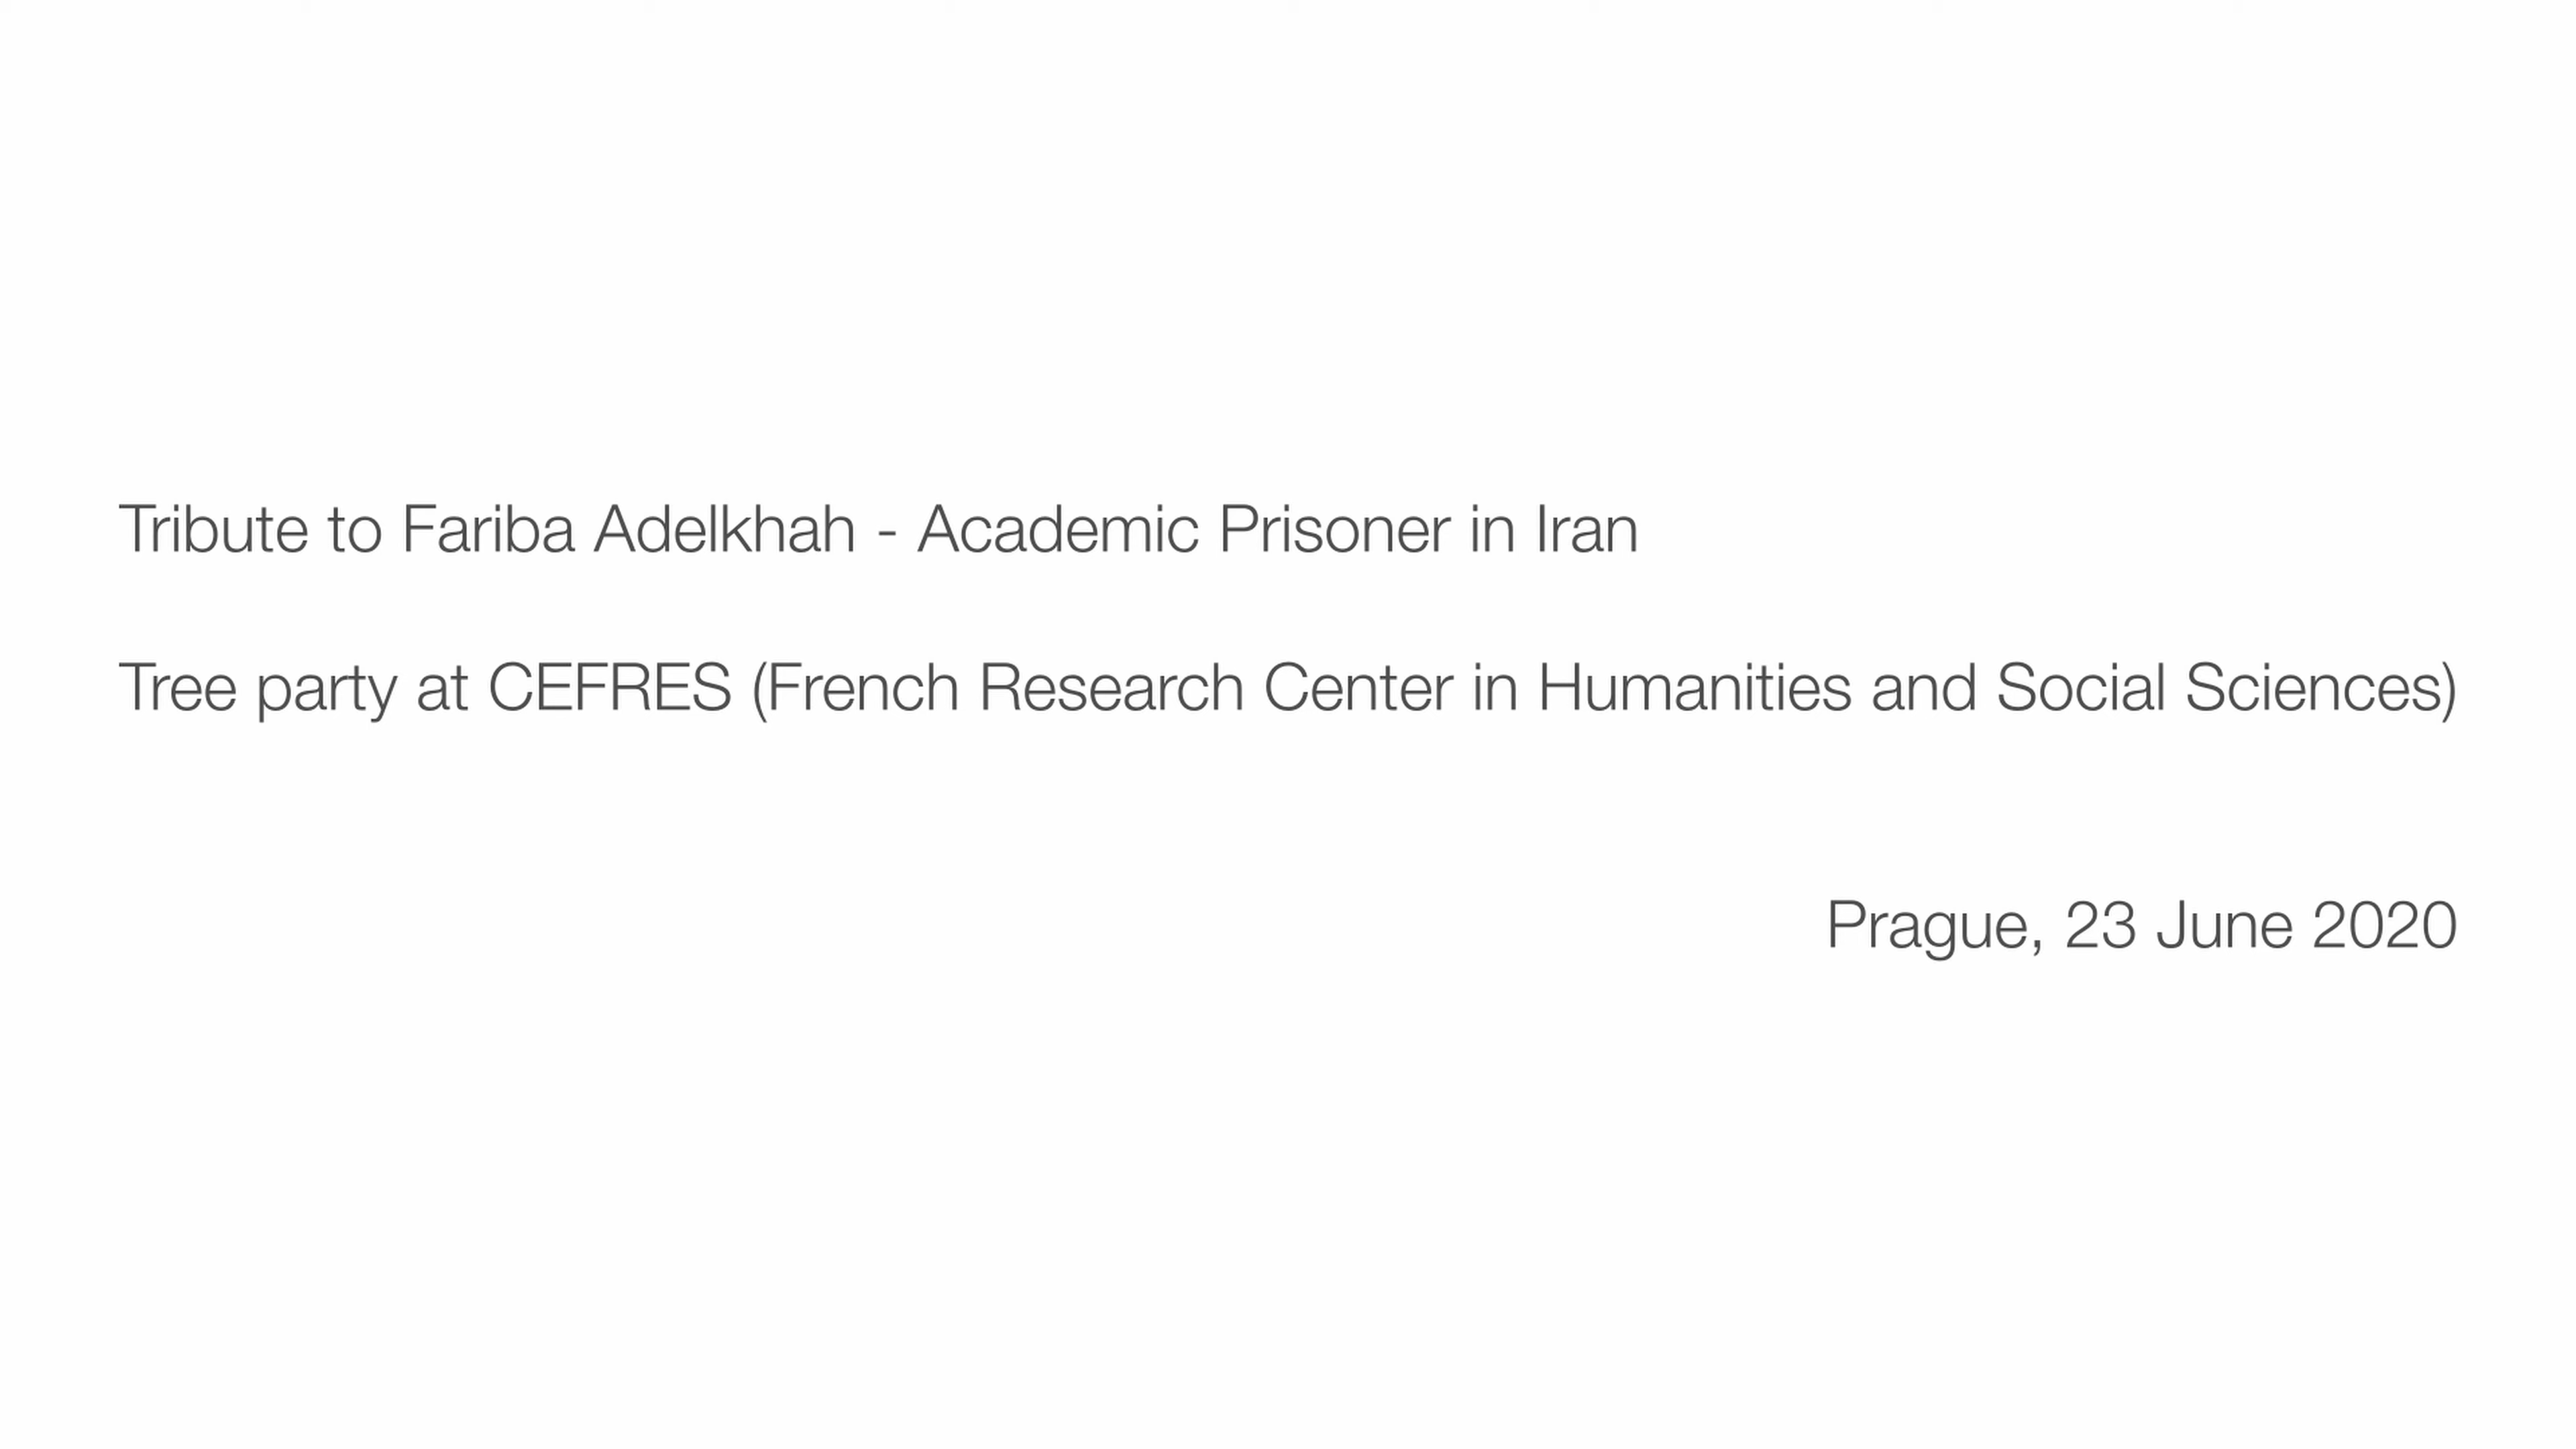 Tribute to Fariba Adelkhah - Academic Prisoner in Iran
Tree party at CEFRES (French Research Center in Humanities and Social Sciences)
Prague, 23 June 2020